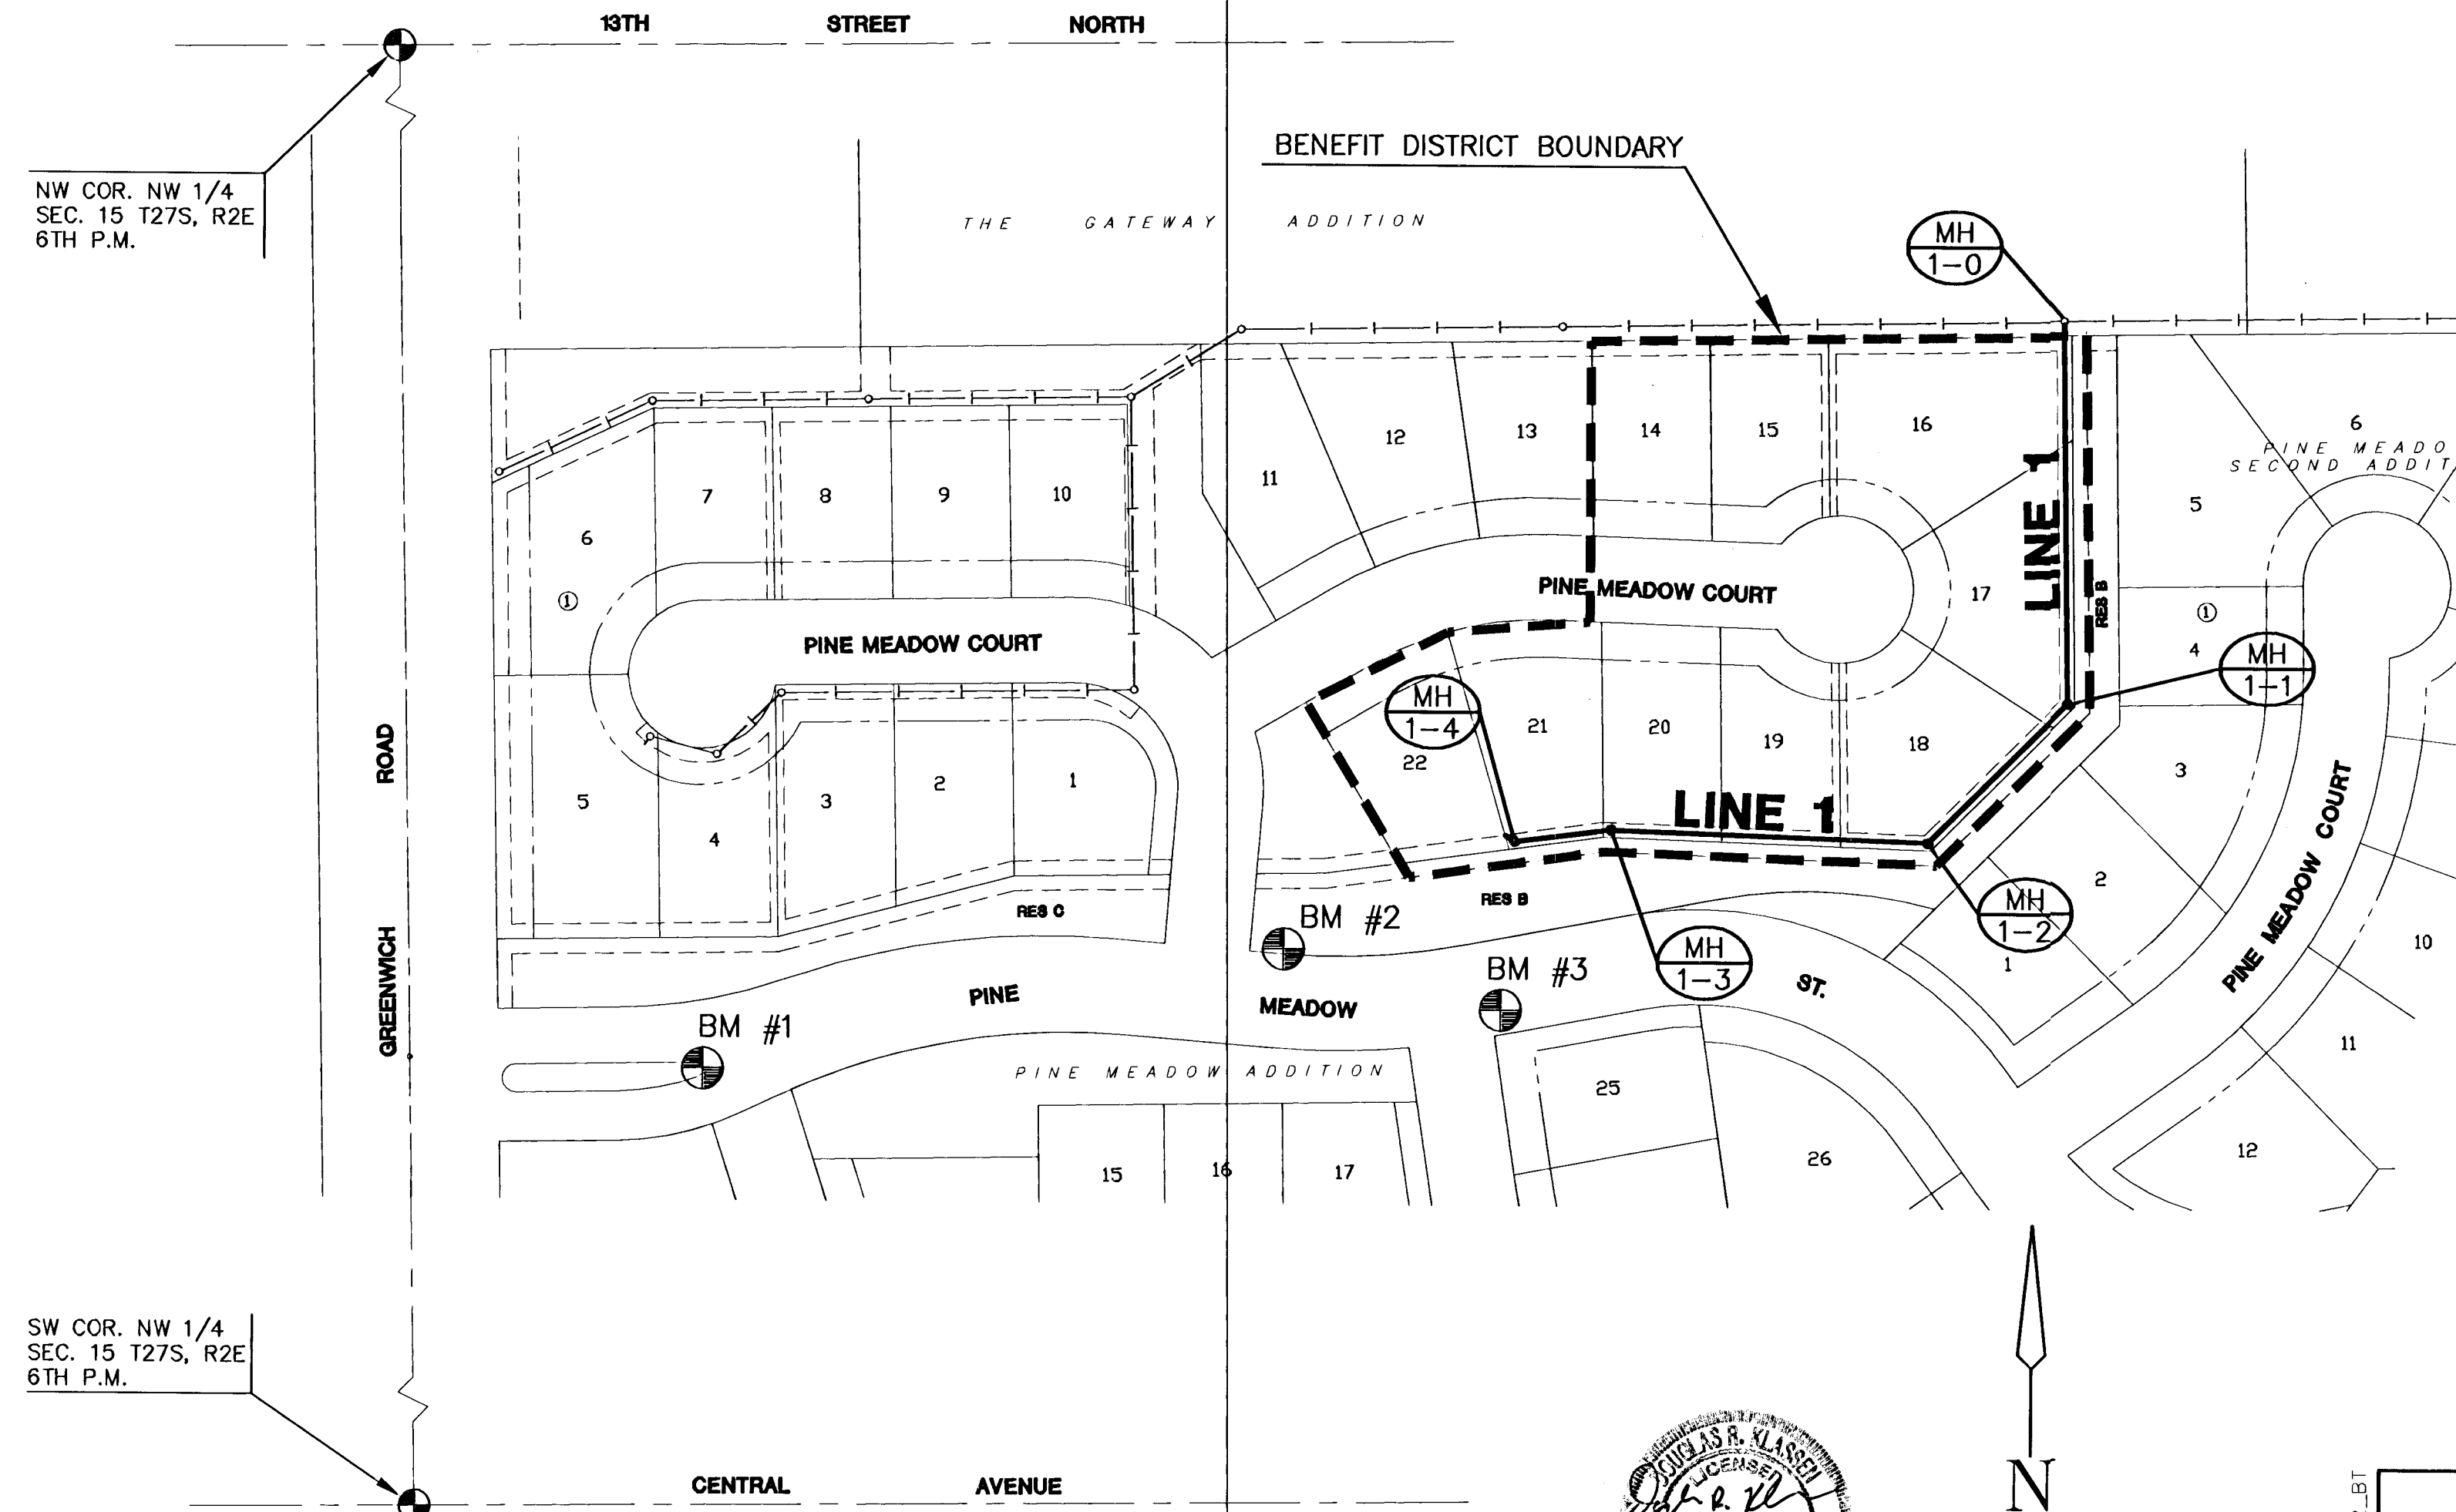 13TH STREET NORTH
BENEFIT DISTRICT BOUNDARY
NW COR. NW 1/4
SEC. 15 T27S, R2E
6TH P.M.
THE GATEWAY ADDITION
MH
1-0
12
13
14
15
16
6
PINE MEADO
SECOND ADDIT
11
7
8
9
10
5
6
LINE 1
①
PINE MEADOW COURT
17
RES B
①
PINE MEADOW COURT
4
MH
1-1
MH
1-4
21
20
19
18
22
ROAD
5
3
2
1
3
4
LINE 1
PINE MEADOW COURT
2
RES C
RES B
BM #2
MH
1-2
GREENWICH
10
MH
1-3
1
BM #3
PINE MEADOW ST.
BM #1
11
PINE MEADOW ADDITION
25
15
16
17
26
12
SW COR. NW 1/4
SEC. 15 T27S, R2E
6TH P.M.
DOUGLAS R. KLASSEN
LICENSED
N
CENTRAL AVENUE